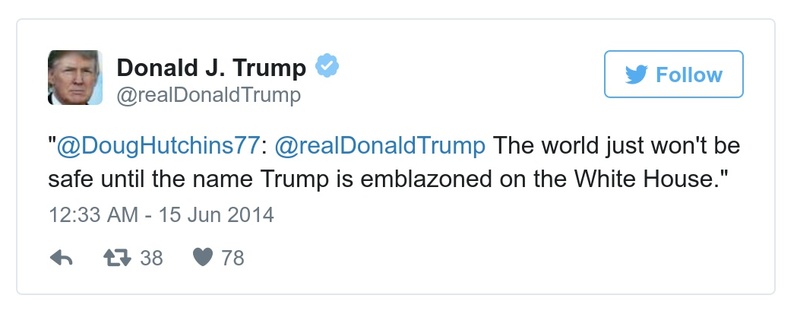 Donald J. Trump
@realDonaldTrump
Follow
"@DougHutchins77: @realDonaldTrump The world just won't be
safe until the name Trump is emblazoned on the White House."
12:33 AM - 15 Jun 2014
38 78